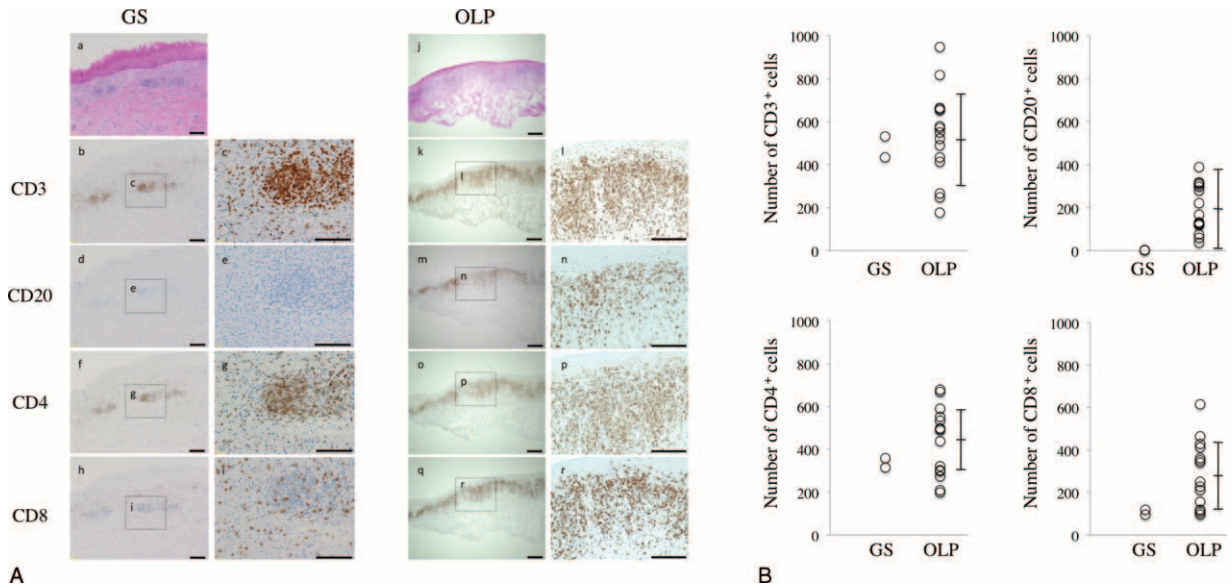 GS
OLP
a
j
CD3
b
c
c
k
l
l
CD20
d
e
e
m
n
n
CD4
f
g
g
o
p
p
CD8
h
i
i
q
r
r
A
Number of CD3+ cells
1000
800
600
400
200
0
GS
OLP
Number of CD20+ cells
1000
800
600
400
200
0
GS
OLP
Number of CD4+ cells
1000
800
600
400
200
0
GS
OLP
Number of CD8+ cells
1000
800
600
400
200
0
GS
OLP
B